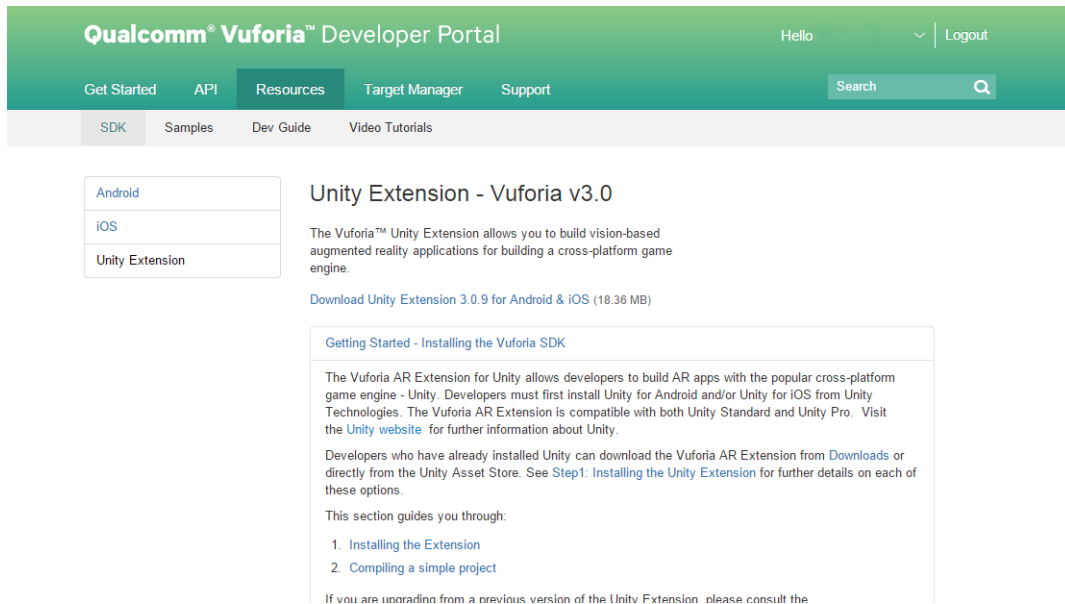 Qualcomm® Vuforia™ Developer Portal
Hello
Logout
Get Started
API
Resources
Target Manager
Support
Search
SDK
Samples
Dev Guide
Video Tutorials
Android
iOS
Unity Extension
Unity Extension - Vuforia v3.0
The Vuforia™ Unity Extension allows you to build vision-based
augmented reality applications for building a cross-platform game
engine.
Download Unity Extension 3.0.9 for Android & iOS (18.36 MB)
Getting Started - Installing the Vuforia SDK
The Vuforia AR Extension for Unity allows developers to build AR apps with the popular cross-platform
game engine - Unity. Developers must first install Unity for Android and/or Unity for iOS from Unity
Technologies. The Vuforia AR Extension is compatible with both Unity Standard and Unity Pro. Visit
the Unity website for further information about Unity.
Developers who have already installed Unity can download the Vuforia AR Extension from Downloads or
directly from the Unity Asset Store. See Step1: Installing the Unity Extension for further details on each of
these options.
This section guides you through:
1. Installing the Extension
2. Compiling a simple project
If you are upgrading from a previous version of the Unity Extension, please consult the